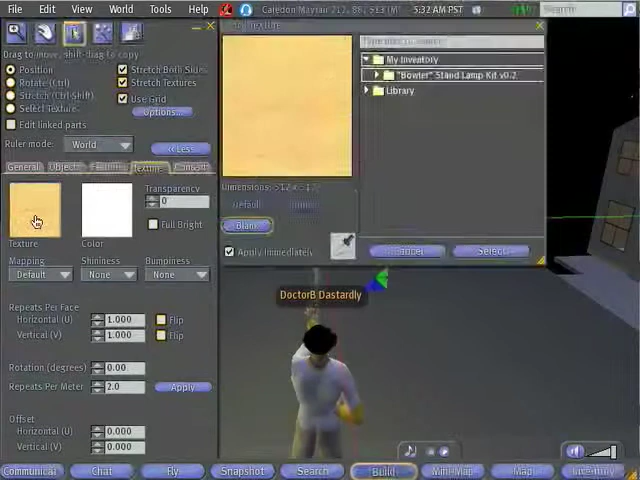 File Edit View World Tools Help
Caledon Mayfair 212, 88, 513 (M
5:32 AM PST
Search
Drag to move, shift-drag to copy
Position
Rotate (Ctrl)
Stretch (Ctrl-Shift)
Select Texture
Edit linked parts
Stretch Both Sides
Stretch Textures
Use Grid
Options...
Ruler mode: World
<< Less
General Object Features Texture Content
Texture
Color
Transparency
0
Full Bright
Mapping Shininess Bumpiness
Default None None
Repeats Per Face
Horizontal (U) 1.000 Flip
Vertical (V) 1.000 Flip
Rotation (degrees) 0.00
Repeats Per Meter 2.0 Apply
Offset
Horizontal (U) 0.000
Vertical (V) 0.000
My Inventory
"Bowler" Stand Lamp Kit v0.2
Library
Dimensions: 512 x 512
Default
Blank
Apply Immediately
Cancel
Select
DoctorB Dastardly
Communicate Chat Fly Snapshot Search Build Mini-Map Map Inventory